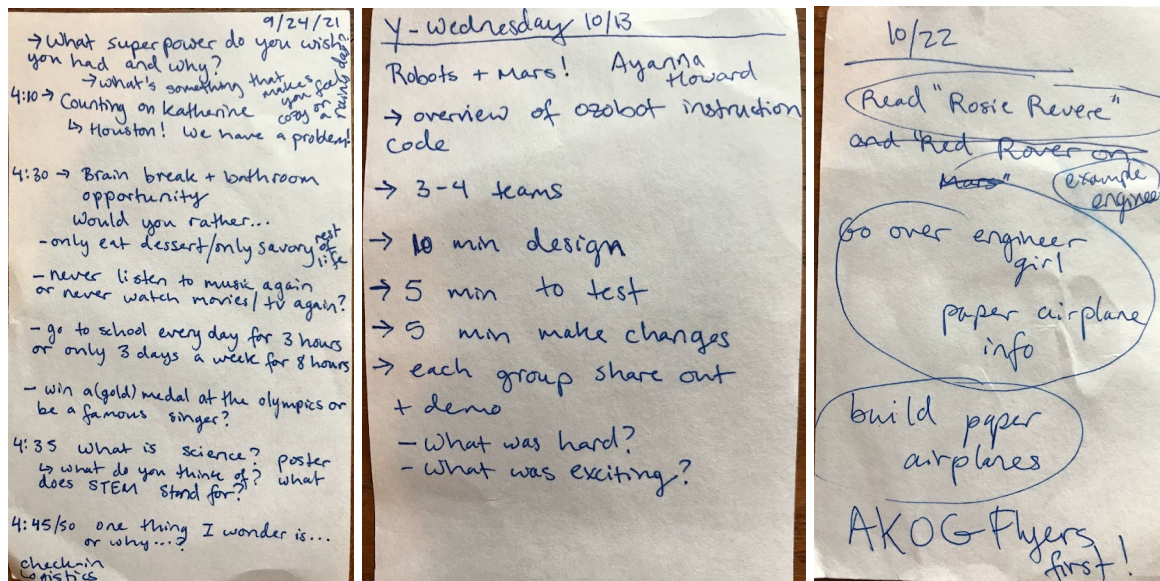 9/24/21
→ What superpower do you wish
you had and why?
→ what's something that makes
you feel
cozy on a
rainy day?
4:10 → Counting on Katherine
↳ Houston! We have a problem!
4:30 → Brain break + bathroom
opportunity
Would you rather...
- only eat dessert/only savory rest
of
life
- never listen to music again
or never watch movies/tv again?
- go to school every day for 3 hours
or only 3 days a week for 8 hours
- win a(gold) medal at the olympics or
be a famous singer?
4:35 What is science? poster
↳ what do you think of? what
does STEM stand for?
4:45/50 one thing I wonder is...
or why...?
check-in
Logistics
Y - Wednesday 10/13
Robots + Mars! Ayanna
Howard
→ overview of ozobot instruction
code
→ 3-4 teams
→ 10 min design
→ 5 min to test
→ 5 min make changes
→ each group share out
+ demo
- What was hard?
- What was exciting?
10/22
Read "Rosie Revere"
and "Red Rover on
Mars"
example
engineer
Go over engineer
girl
paper airplane
info
build paper
airplanes
AKOG Flyers
first!